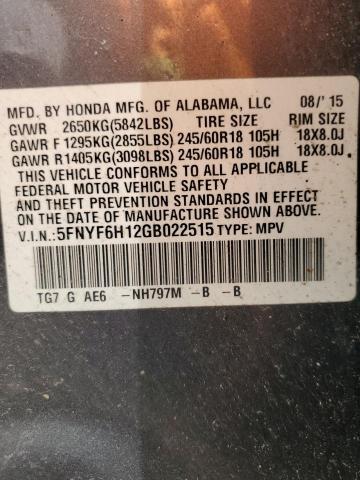 MFD. BY HONDA MFG. OF ALABAMA, LLC 08/'15
GVWR 2650KG(5842LBS) TIRE SIZE RIM SIZE
GAWR F 1295KG(2855LBS) 245/60R18 105H 18X8.0J
GAWR R1405KG(3098LBS) 245/60R18 105H 18X8.0J
THIS VEHICLE CONFORMS TO ALL APPLICABLE
FEDERAL MOTOR VEHICLE SAFETY
AND THEFT PREVENTION STANDARDS IN EFFECT
ON THE DATE OF MANUFACTURE SHOWN ABOVE.
V.I.N.: 5FNYF6H12GB022515 TYPE: MPV
TG7 G AE6 -NH797M -B -B